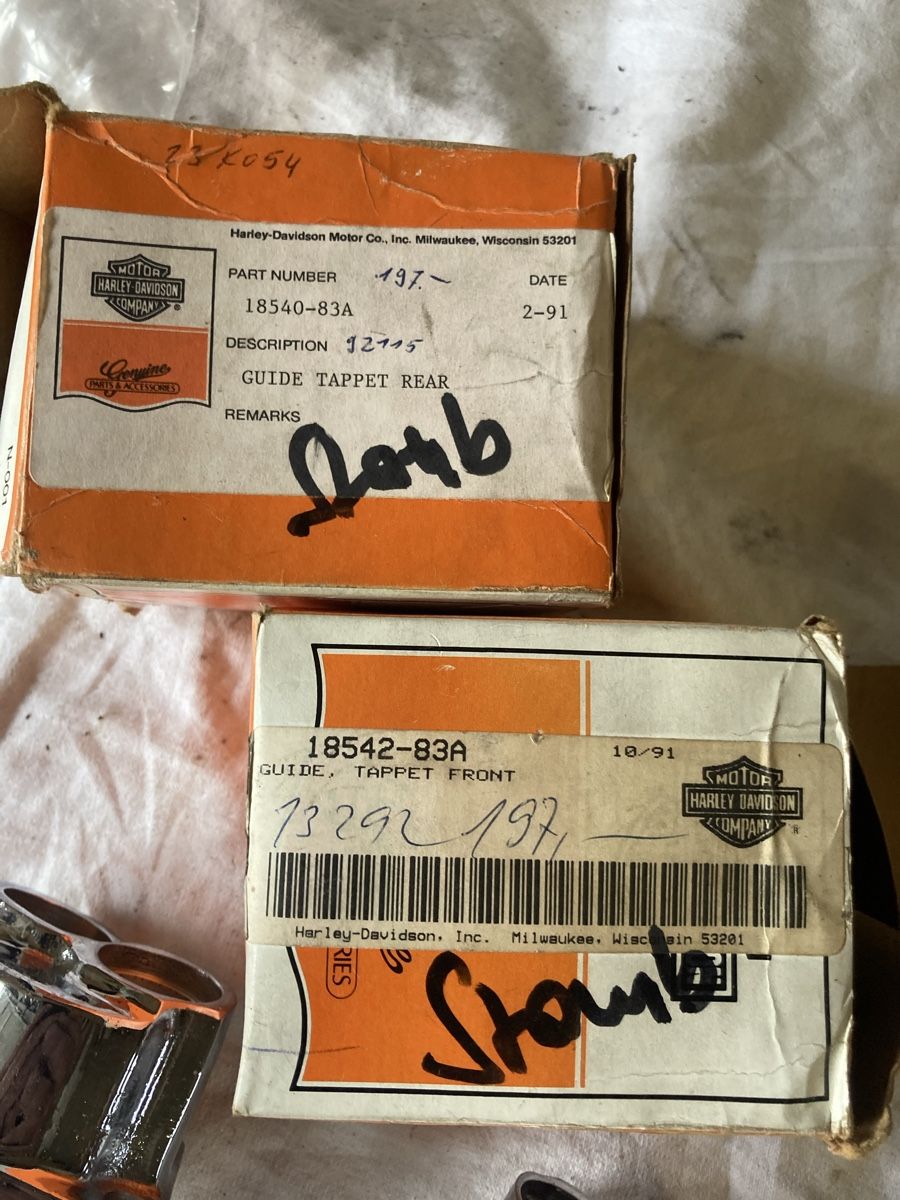 23K054
Harley-Davidson Motor Co., Inc. Milwaukee, Wisconsin 53201
MOTOR
HARLEY-DAVIDSON
COMPANY
®
Genuine
PARTS & ACCESSORIES
PART NUMBER 197.-
DATE
18540-83A
2-91
DESCRIPTION 92115
GUIDE TAPPET REAR
REMARKS
N-001
18542-83A
10/91
GUIDE, TAPPET FRONT
MOTOR
HARLEY DAVIDSON
COMPANY
®
13292 197,—
Harley-Davidson, Inc. Milwaukee, Wisconsin 53201
RIES